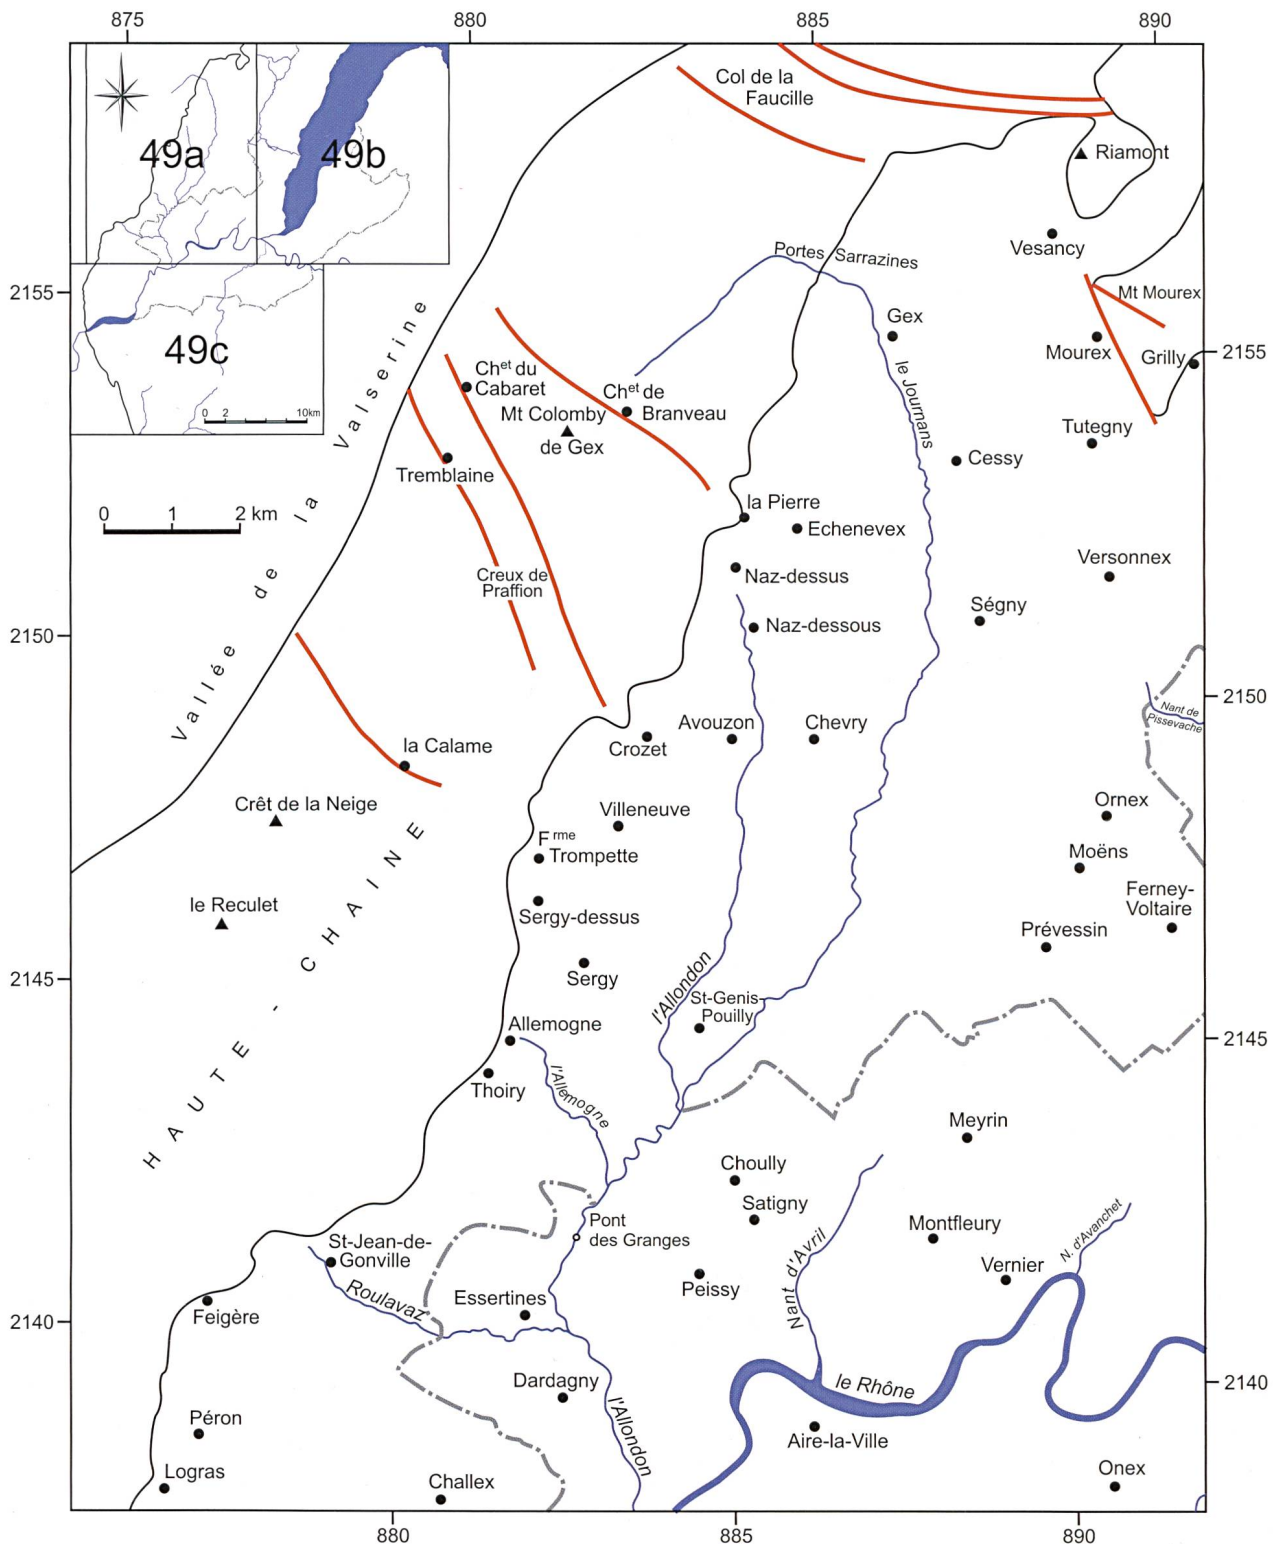 875
880
885
890
49a
49b
49c
0 2 10km
Col de la
Faucille
Riamont
Vesancy
Portes Sarrazines
2155
Mt Mourex
Gex
Mourex
2155
Grilly
le Journans
Vallée de la Valserine
Chet du
Cabaret
Mt Colomby
de Gex
Chet de
Branveau
Tutegny
Cessy
Tremblaine
0 1 2 km
la Pierre
Echenevex
Versonnex
Creux de
Praffion
Naz-dessus
Ségny
Naz-dessous
2150
2150
Nant de
Pissevache
Avouzon
Chevry
Crozet
la Calame
Crêt de la Neige
Ornex
Villeneuve
Frme
Trompette
Moëns
Ferney-
Voltaire
le Reculet
HAUTE - CHAINE
Sergy-dessus
Prévessin
Sergy
2145
l'Allondon
St-Genis-
Pouilly
Allemogne
2145
Thoiry
l'Allemogne
Meyrin
Choully
Satigny
Pont
des Granges
Montfleury
N. d'Avanchet
St-Jean-de-
Gonville
Nant d'Avril
Vernier
Peissy
Roulavaz
Essertines
Feigère
2140
Dardagny
le Rhône
2140
l'Allondon
Péron
Aire-la-Ville
Logras
Challex
Onex
880
885
890